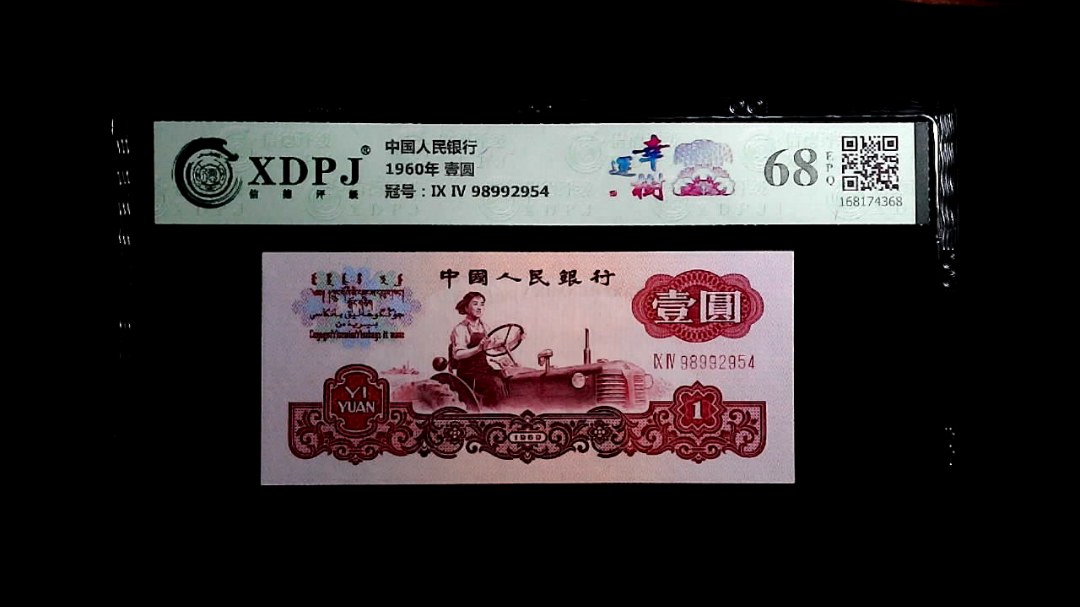 XDPJ®
信 德 评 级
中国人民银行
1960年 壹圆
冠号：IX IV 98992954
幸运
68
EPQ
168174368
中國人民銀行
壹圓
IX IV 98992954
YI
YUAN
1
1960